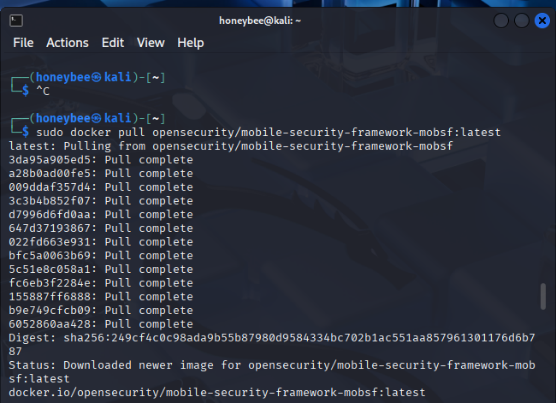 honeybee@kali: ~
File Actions Edit View Help
┌──(honeybee㉿kali)-[~]
└─$ ^C
┌──(honeybee㉿kali)-[~]
└─$ sudo docker pull opensecurity/mobile-security-framework-mobsf:latest
latest: Pulling from opensecurity/mobile-security-framework-mobsf
3da95a905ed5: Pull complete
a28b0ad00fe5: Pull complete
009ddaf357d4: Pull complete
3c3b4b852f07: Pull complete
d7996d6fd0aa: Pull complete
647d37193867: Pull complete
022fd663e931: Pull complete
bfc5a0063b69: Pull complete
5c51e8c058a1: Pull complete
fc6eb3f2284e: Pull complete
155887ff6888: Pull complete
b9e749cfcb09: Pull complete
6052860aa428: Pull complete
Digest: sha256:249cf4c0c98ada9b55b87980d9584334bc702b1ac551aa857961301176d6b7
87
Status: Downloaded newer image for opensecurity/mobile-security-framework-mob
sf:latest
docker.io/opensecurity/mobile-security-framework-mobsf:latest